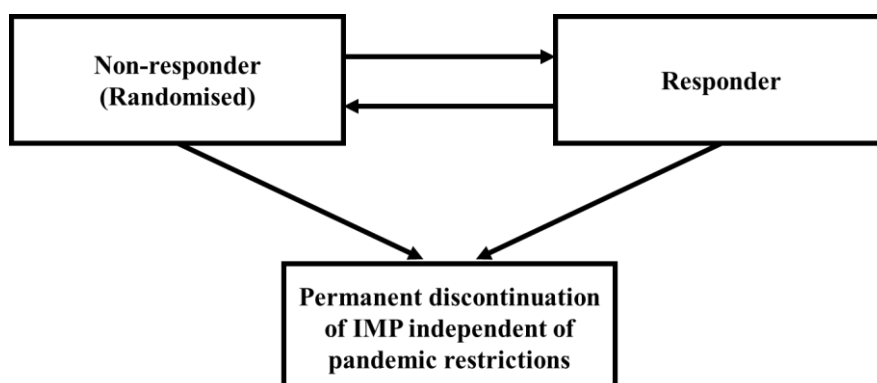 Non-responder
(Randomised)
Responder
Permanent discontinuation
of IMP independent of
pandemic restrictions